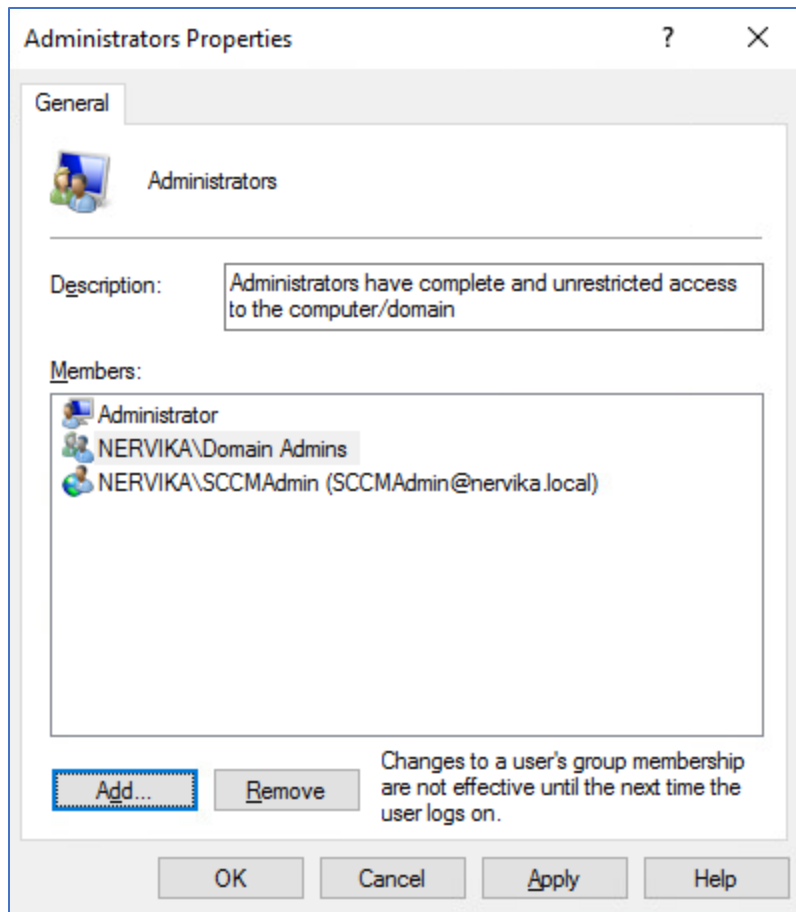 Administrators Properties
?
General
Administrators
Description:
Administrators have complete and unrestricted access
to the computer/domain
Members:
Administrator
NERVIKA\Domain Admins
NERVIKA\SCCMAdmin (SCCMAdmin@nervika.local)
Add...
Remove
Changes to a user's group membership
are not effective until the next time the
user logs on.
OK
Cancel
Apply
Help